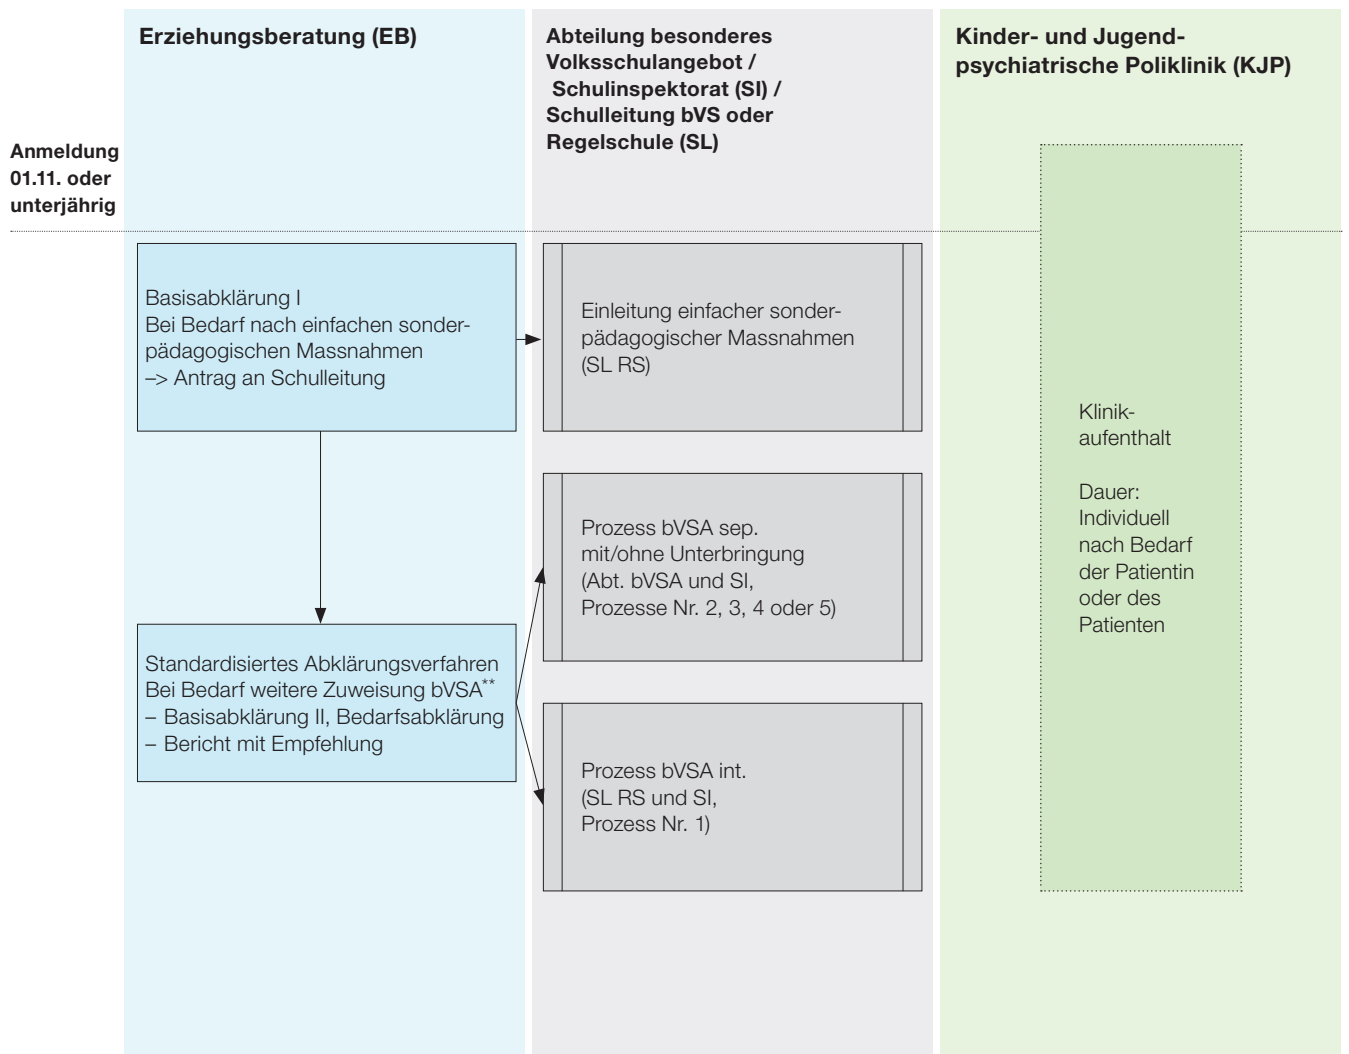 Erziehungsberatung (EB)
Abteilung besonderes
Volksschulangebot /
Schulinspektorat (SI) /
Schulleitung bVS oder
Regelschule (SL)
Kinder- und Jugend-
psychiatrische Poliklinik (KJP)
Anmeldung
01.11. oder
unterjährig
Basisabklärung I
Bei Bedarf nach einfachen sonder-
pädagogischen Massnahmen
–> Antrag an Schulleitung
Einleitung einfacher sonder-
pädagogischer Massnahmen
(SL RS)
Prozess bVSA sep.
mit/ohne Unterbringung
(Abt. bVSA und SI,
Prozesse Nr. 2, 3, 4 oder 5)
Standardisiertes Abklärungsverfahren
Bei Bedarf weitere Zuweisung bVSA**
– Basisabklärung II, Bedarfsabklärung
– Bericht mit Empfehlung
Prozess bVSA int.
(SL RS und SI,
Prozess Nr. 1)
Klinik-
aufenthalt
Dauer:
Individuell
nach Bedarf
der Patientin
oder des
Patienten